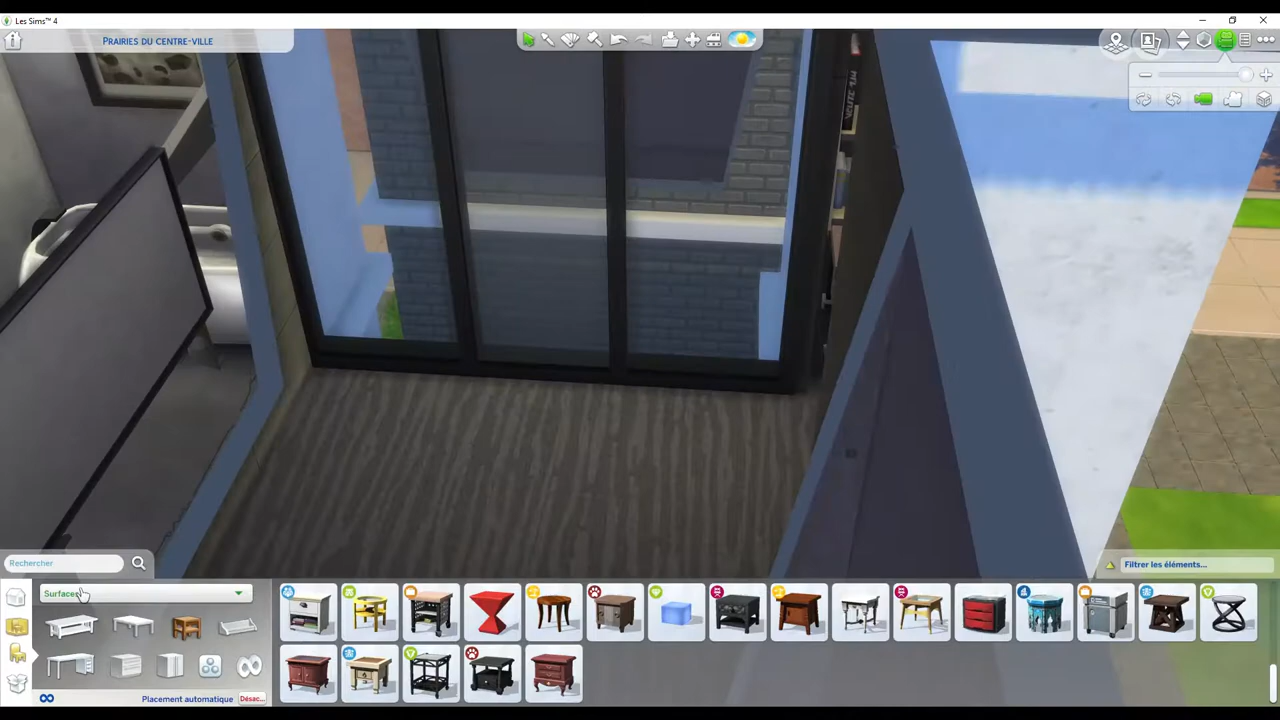 Les Sims™ 4
PRAIRIES DU CENTRE-VILLE
Rechercher
Filtrer les éléments...
Surfaces
Placement automatique
Désac...